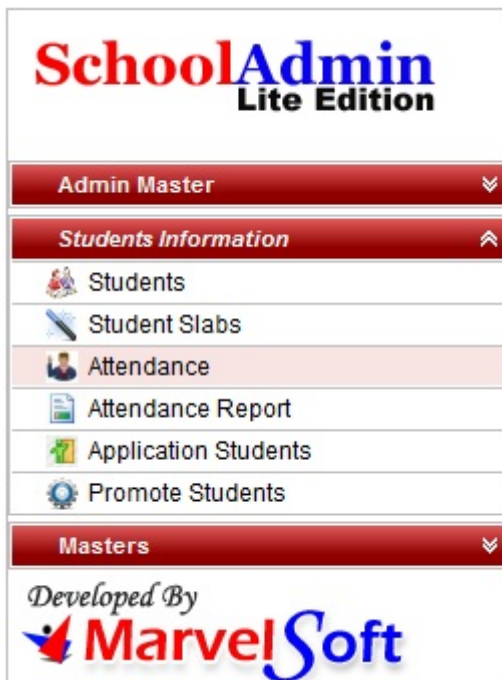 SchoolAdmin
Lite Edition
Admin Master
Students Information
Students
Student Slabs
Attendance
Attendance Report
Application Students
Promote Students
Masters
Developed By
MarvelSoft